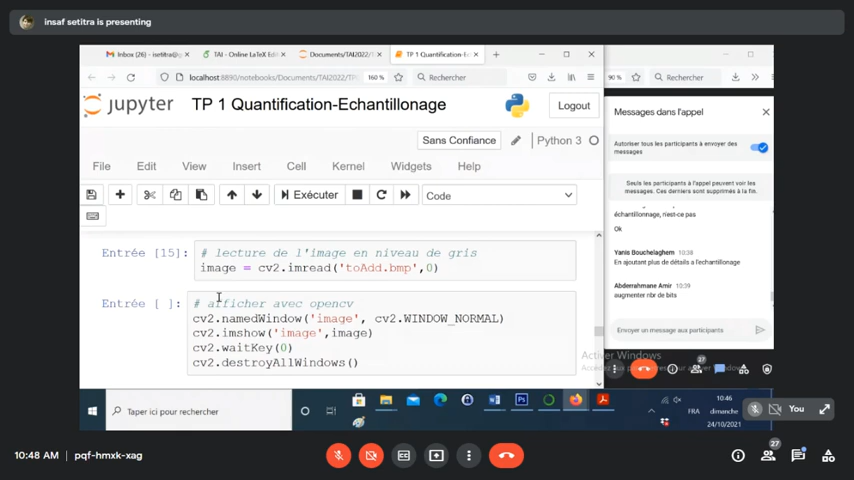 insaf setitra is presenting
Inbox (15) - isetitra@g
TAI - Online LaTeX Edi
Documents/TAI2022/
TP 1 Quantification-Ec
localhost:8890/notebooks/Documents/TAI2022/TP
160 %
Rechercher
90 %
Rechercher
jupyter
TP 1 Quantification-Echantillonage
Logout
Sans Confiance
Python 3
File
Edit
View
Insert
Cell
Kernel
Widgets
Help
Exécuter
Code
Entrée [15]:
# lecture de l'image en niveau de gris
image = cv2.imread('toAdd.bmp',0)
Entrée [ ]:
# afficher avec opencv
cv2.namedWindow('image', cv2.WINDOW_NORMAL)
cv2.imshow('image',image)
cv2.waitKey(0)
cv2.destroyAllWindows()
Messages dans l'appel
Autoriser tous les participants à envoyer des
messages
Seuls les participants à l'appel peuvent voir les
messages. Ces derniers sont supprimés à la fin.
échantillonnage, n'est-ce pas
Ok
Yanis Bouchelaghem 10:38
En ajoutant plus de détails a l'echantillonage
Abderrahmane Amir 10:39
augmenter nbr de bits
Envoyer un message aux participants
Activer Windows
27
Taper ici pour rechercher
FRA
10:46
dimanche
24/10/2021
You
10:48 AM
pqf-hmxk-xag
27